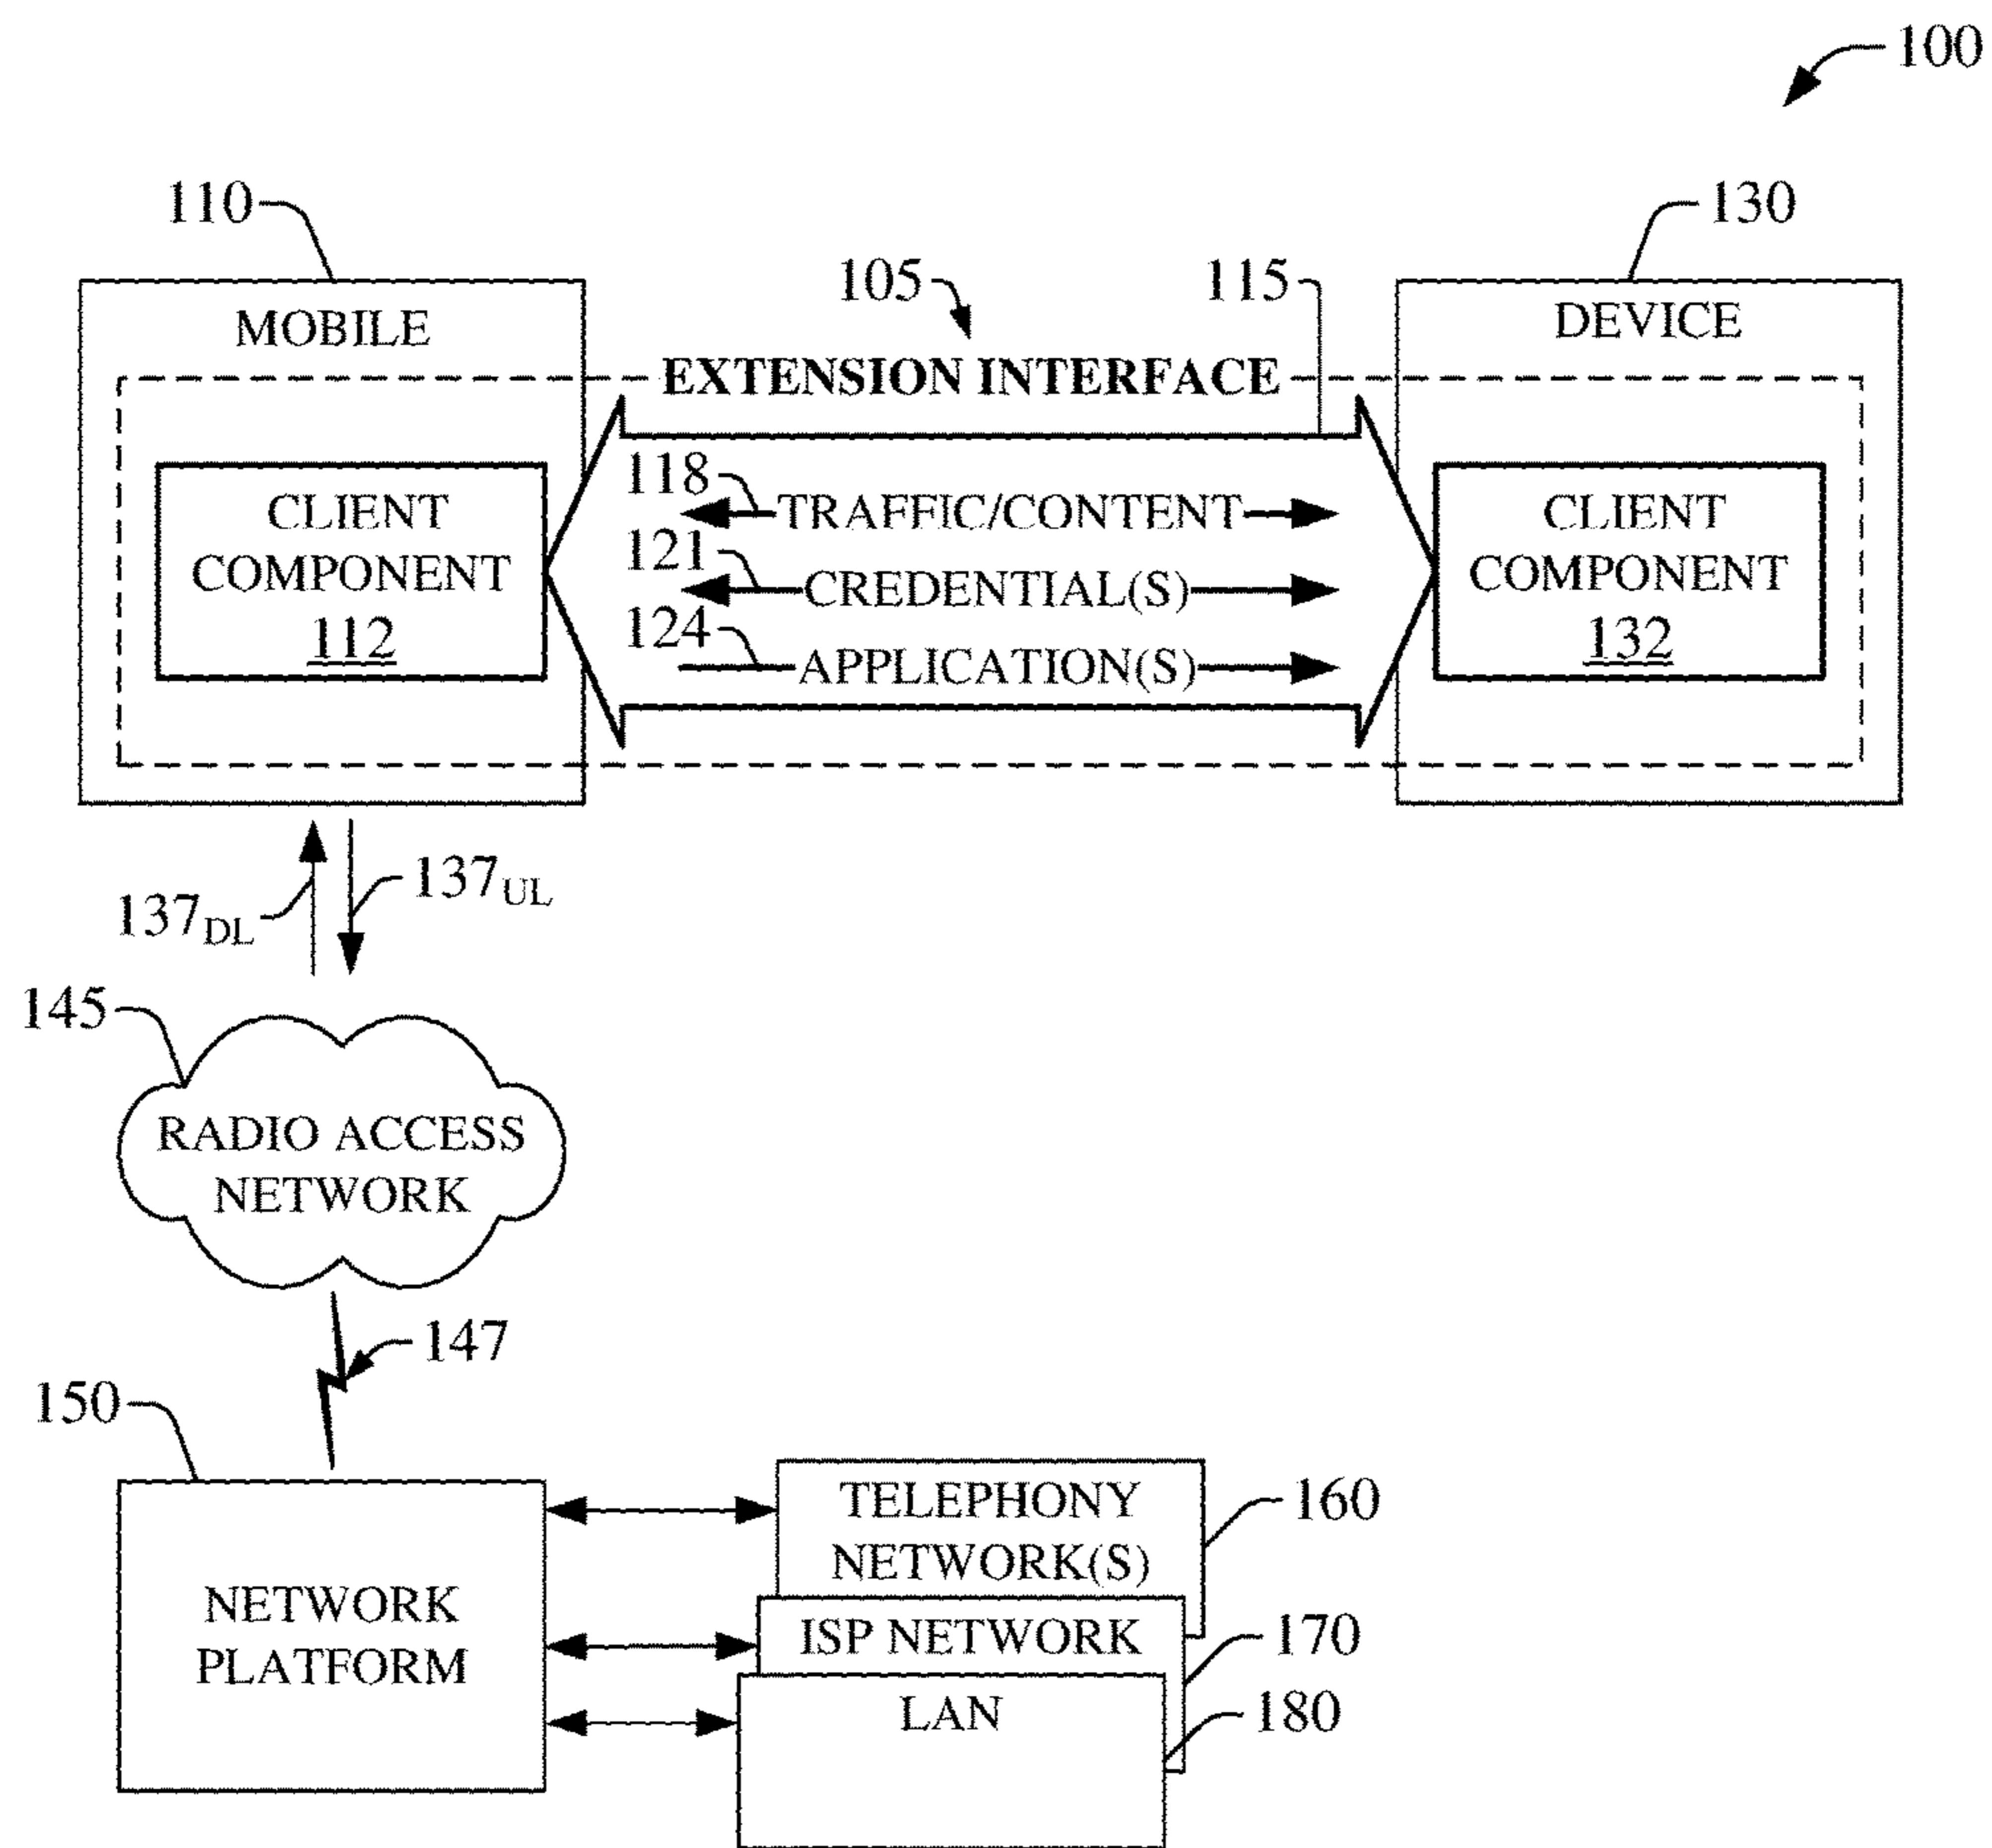 100
110
130
105
115
MOBILE
DEVICE
EXTENSION INTERFACE
118
TRAFFIC/CONTENT
CLIENT
COMPONENT
112
121
CREDENTIAL(S)
124
APPLICATION(S)
CLIENT
COMPONENT
132
137DL
137UL
145
RADIO ACCESS
NETWORK
147
150
NETWORK
PLATFORM
TELEPHONY
NETWORK(S)
160
ISP NETWORK
170
LAN
180